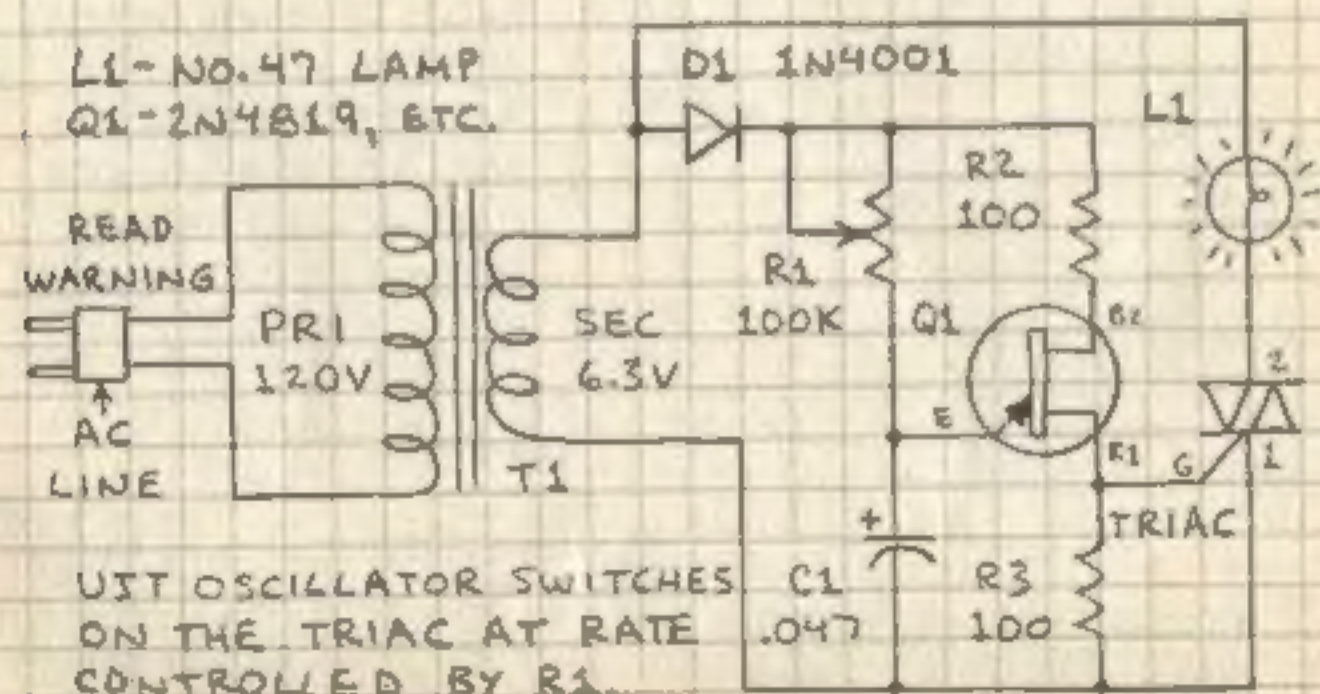 L1- NO. 47 LAMP
Q1- 2N4819, ETC.
D1 1N4001
L1
READ
WARNING
AC
LINE
PRI
120V
SEC
6.3V
T1
R1
100K
R2
100
Q1
B2
E
B1
G
2
1
TRIAC
+
C1
.047
R3
100
UJT OSCILLATOR SWITCHES
ON THE TRIAC AT RATE
CONTROLLED BY R1.